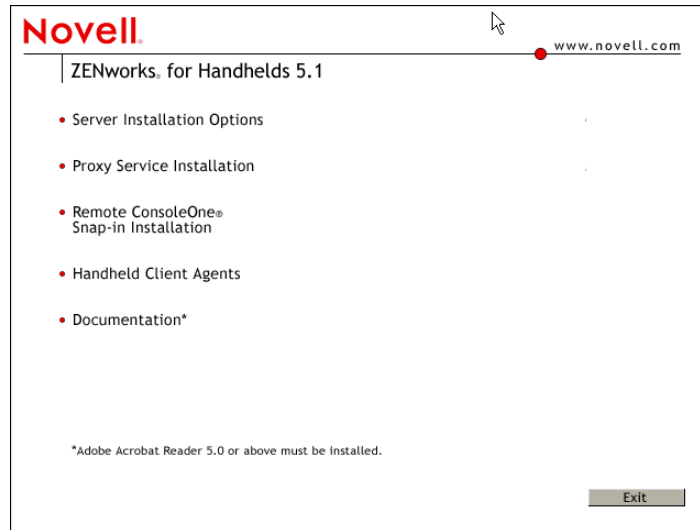 Novell®
www.novell.com
ZENworks® for Handhelds 5.1
Server Installation Options
Proxy Service Installation
Remote ConsoleOne®
Snap-in Installation
Handheld Client Agents
Documentation*
*Adobe Acrobat Reader 5.0 or above must be installed.
Exit